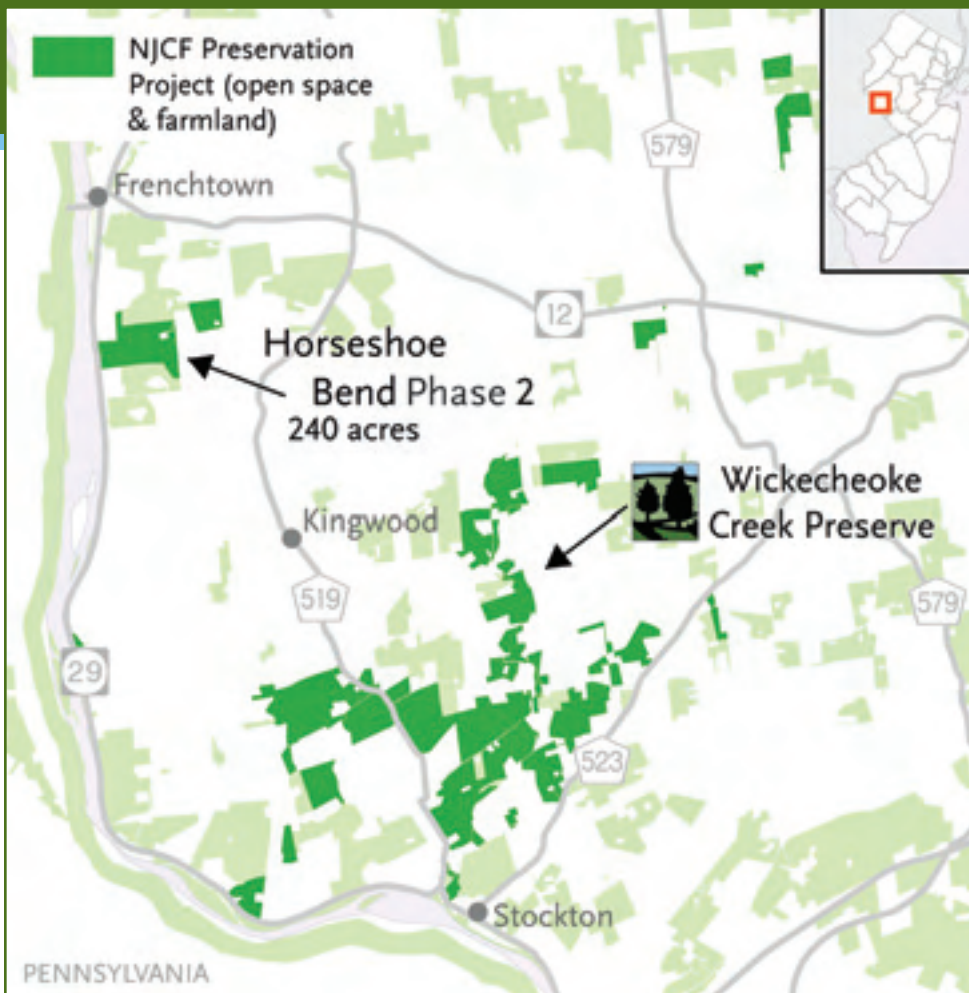 NJCF Preservation
Project (open space
& farmland)
579
Frenchtown
12
Horseshoe
Bend Phase 2
240 acres
Wickecheoke
Creek Preserve
Kingwood
519
579
29
523
Stockton
PENNSYLVANIA